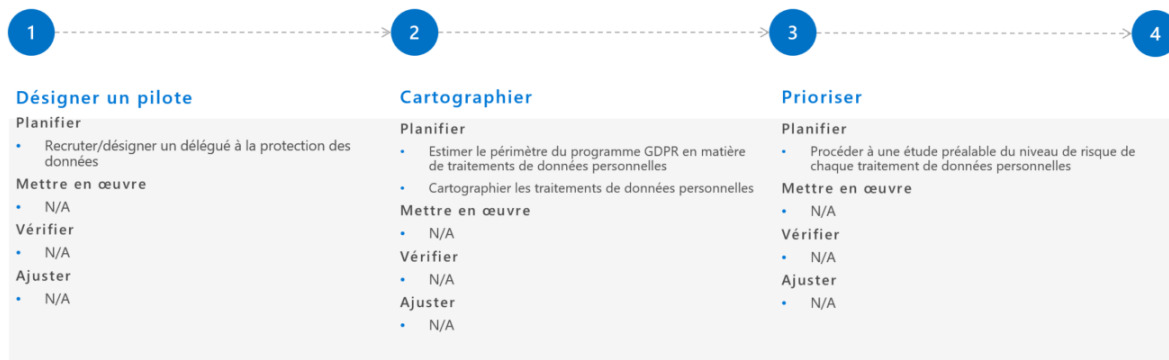 1
2
3
4
Désigner un pilote
Planifier
• Recruter/désigner un délégué à la protection des
données
Mettre en œuvre
• N/A
Vérifier
• N/A
Ajuster
• N/A
Cartographier
Planifier
• Estimer le périmètre du programme GDPR en matière
de traitements de données personnelles
• Cartographier les traitements de données personnelles
Mettre en œuvre
• N/A
Vérifier
• N/A
Ajuster
• N/A
Prioriser
Planifier
• Procéder à une étude préalable du niveau de risque de
chaque traitement de données personnelles
Mettre en œuvre
• N/A
Vérifier
• N/A
Ajuster
• N/A